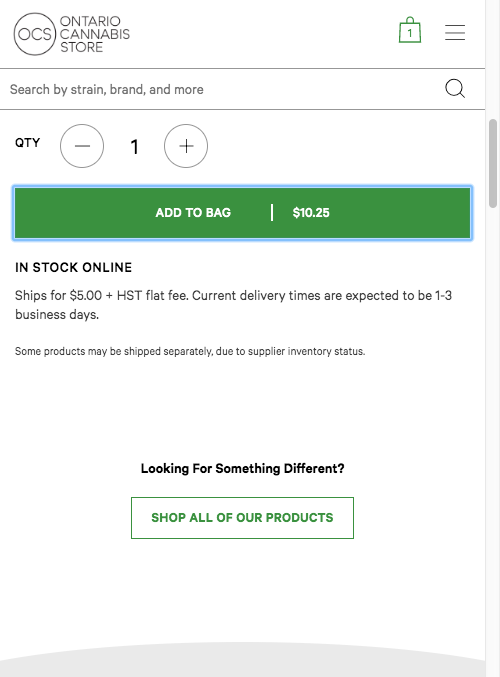 OCS
ONTARIO
CANNABIS
STORE
1
Search by strain, brand, and more
QTY
1
ADD TO BAG
$10.25
IN STOCK ONLINE
Ships for $5.00 + HST flat fee. Current delivery times are expected to be 1-3
business days.
Some products may be shipped separately, due to supplier inventory status.
Looking For Something Different?
SHOP ALL OF OUR PRODUCTS